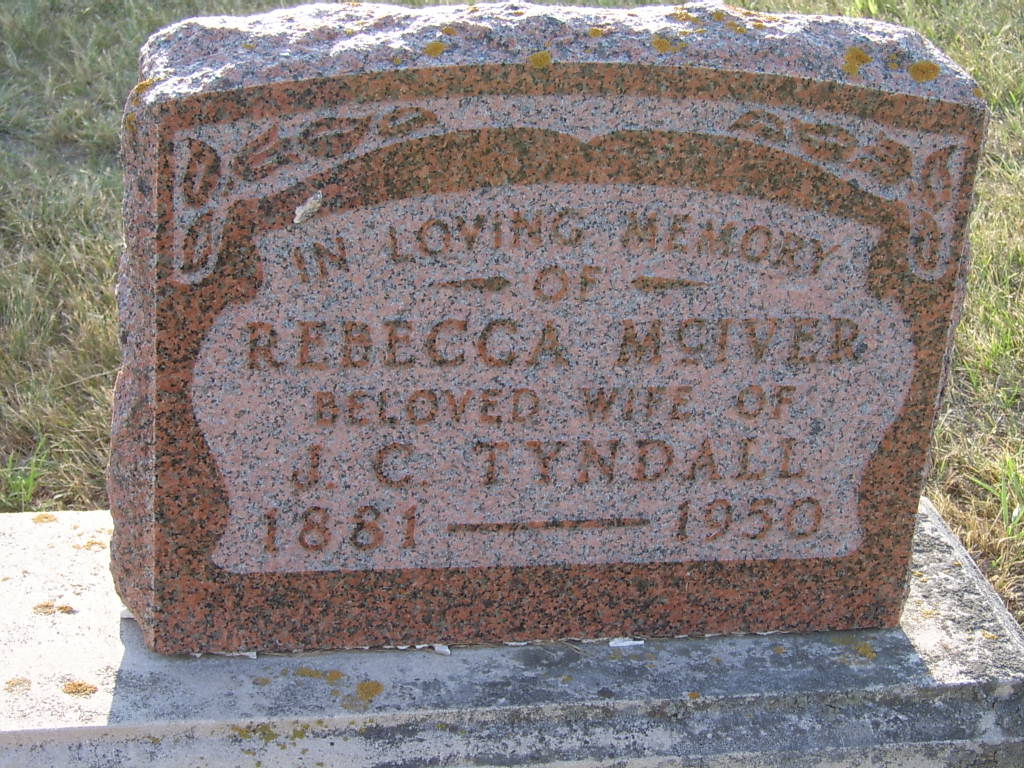 IN LOVING MEMORY
OF
REBECCA MCIVER
BELOVED WIFE OF
J. C. TYNDALL
1881 — 1950